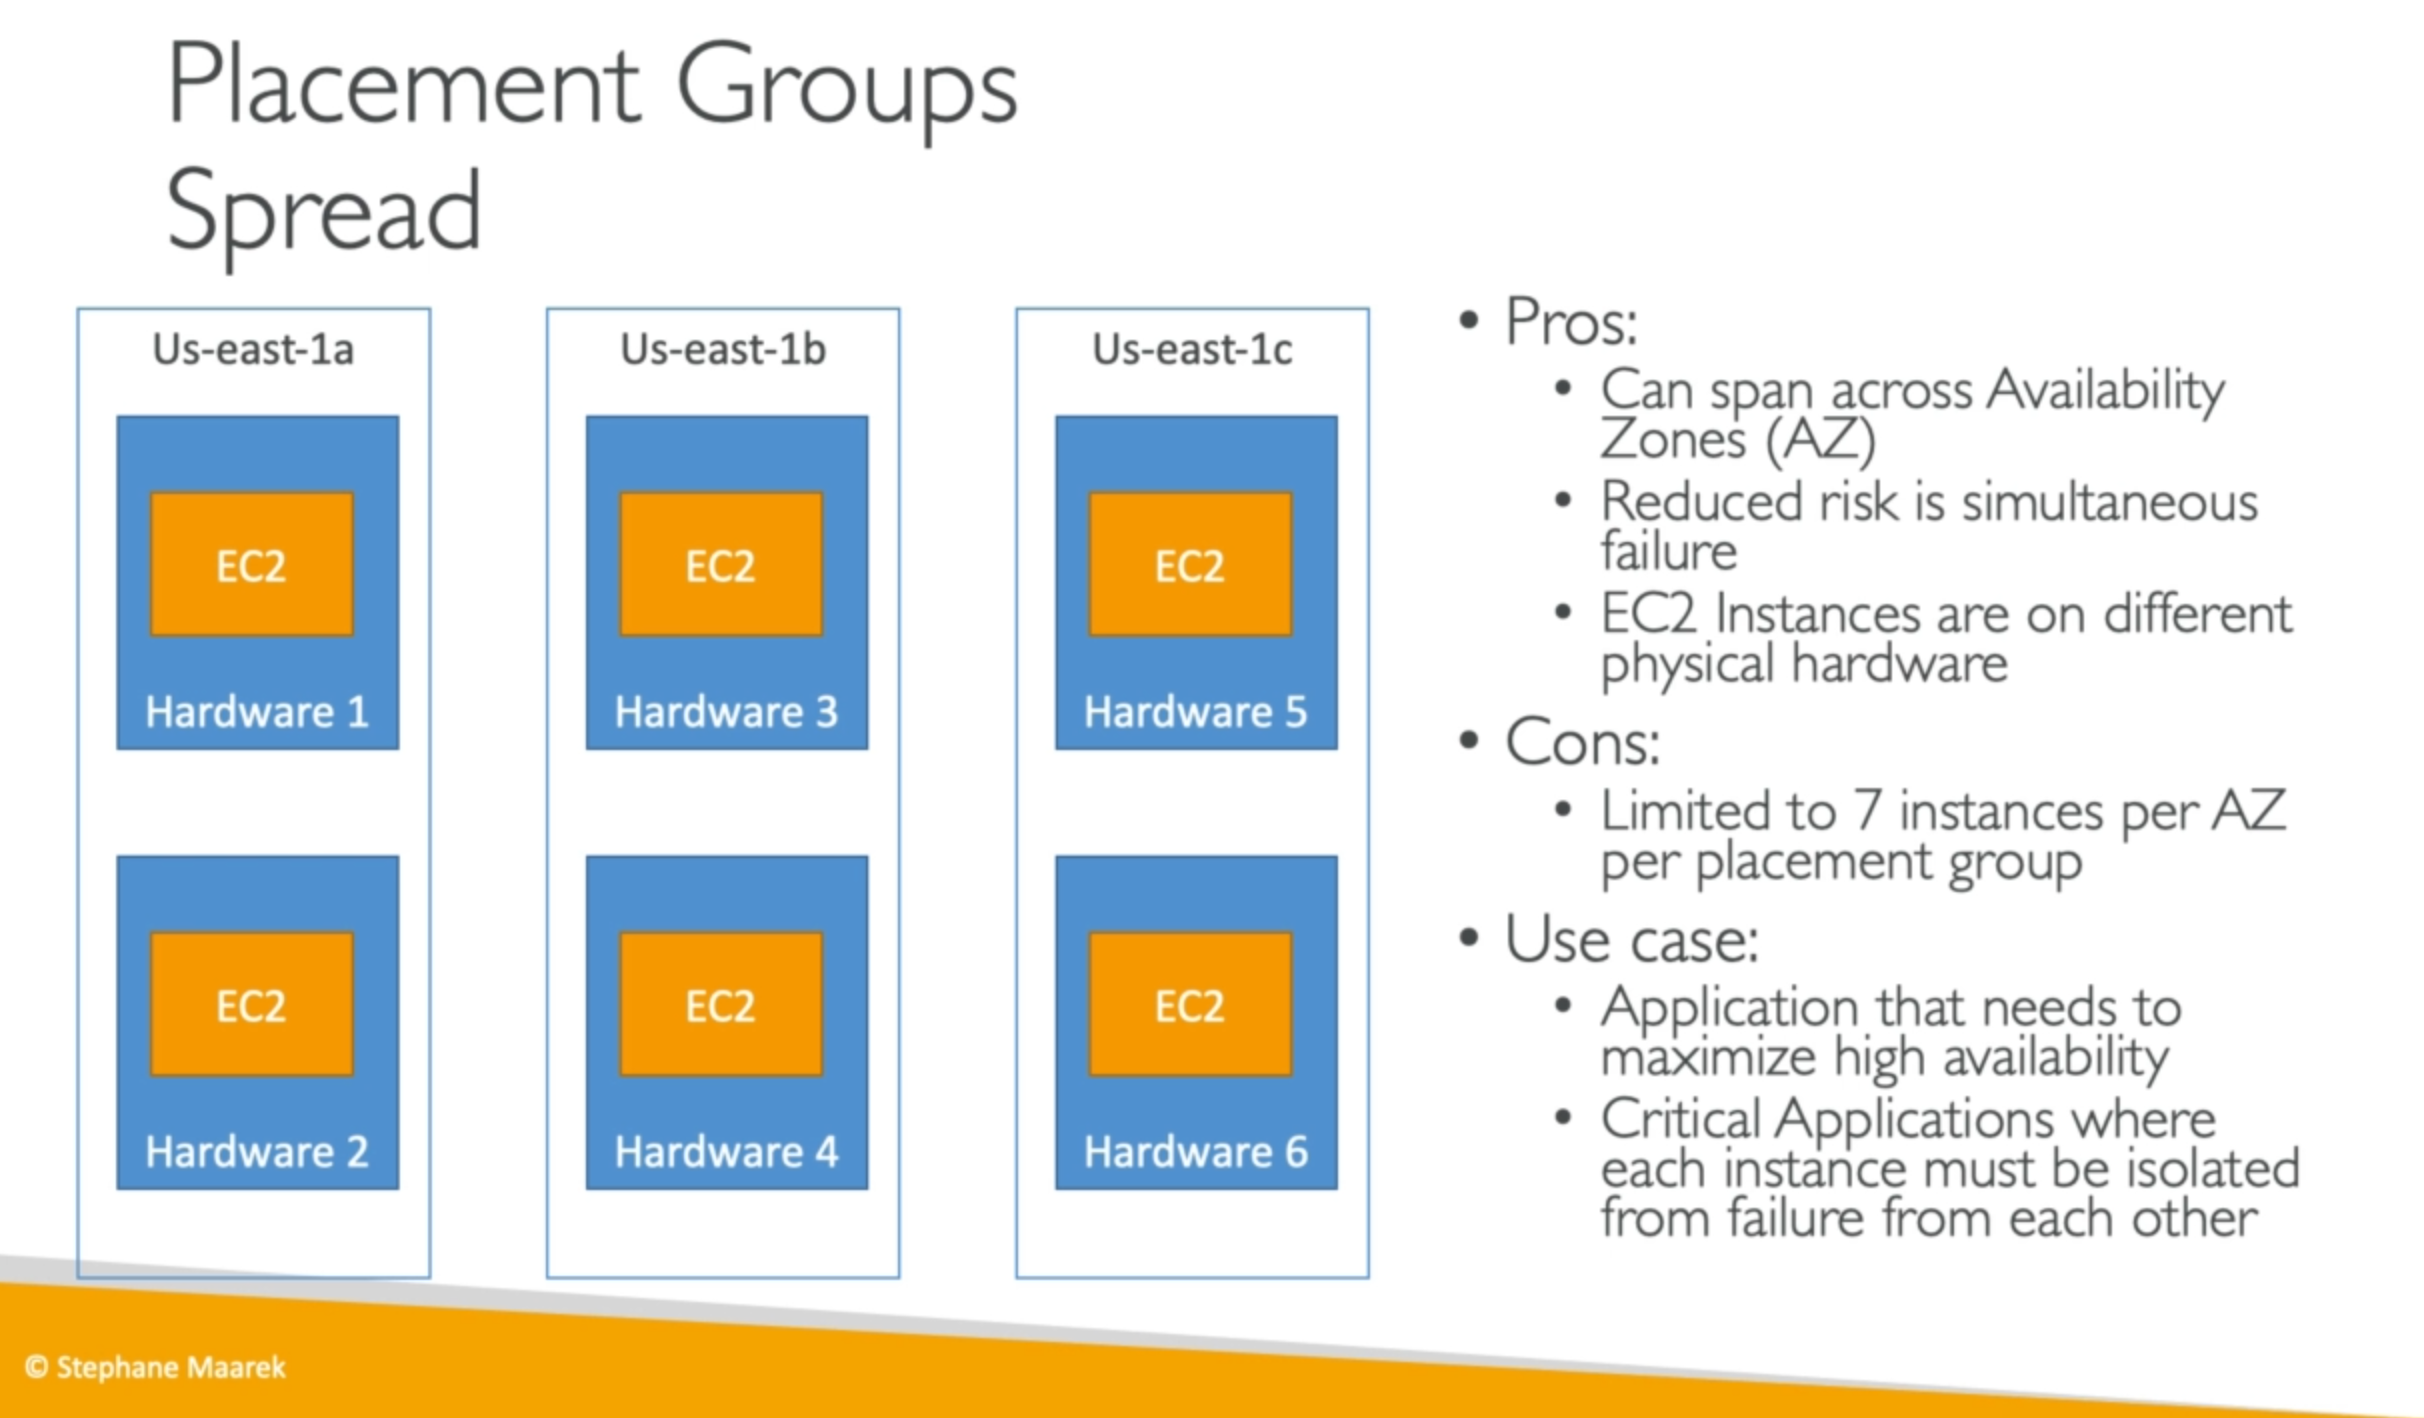 Placement Groups
Spread
Us-east-1a
EC2
Hardware 1
EC2
Hardware 2
Us-east-1b
EC2
Hardware 3
EC2
Hardware 4
Us-east-1c
EC2
Hardware 5
EC2
Hardware 6
• Pros:
• Can span across Availability
Zones (AZ)
• Reduced risk is simultaneous
failure
• EC2 Instances are on different
physical hardware
• Cons:
• Limited to 7 instances per AZ
per placement group
• Use case:
• Application that needs to
maximize high availability
• Critical Applications where
each instance must be isolated
from failure from each other
© Stephane Maarek